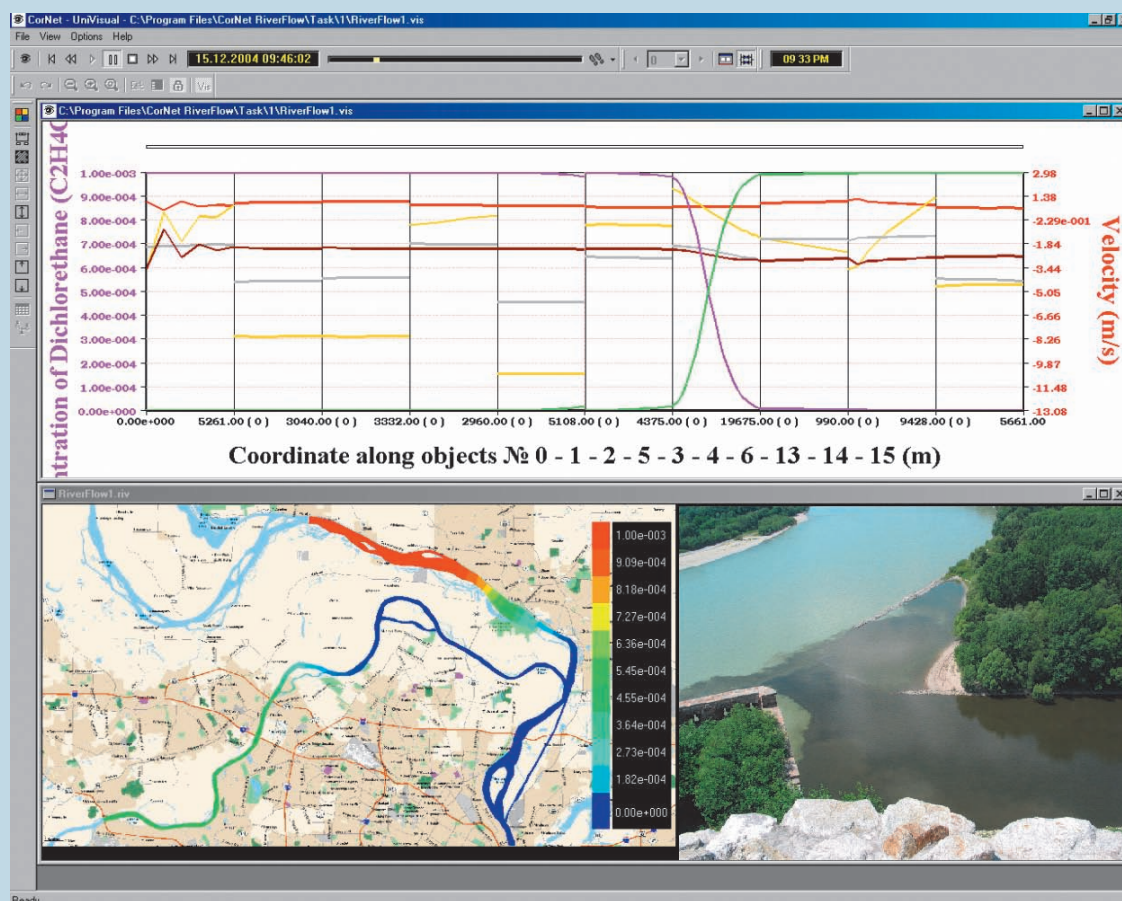 CorNet - UniVisual - C:\Program Files\CorNet RiverFlow\Task\1\RiverFlow1.vis
File View Options Help
15.12.2004 09:46:02
0
09 33 PM
Vis
C:\Program Files\CorNet RiverFlow\Task\1\RiverFlow1.vis
ntration of Dichlorethane (C2H4C
1.00e-003
9.00e-004
8.00e-004
7.00e-004
6.00e-004
5.00e-004
4.00e-004
3.00e-004
2.00e-004
1.00e-004
0.00e+000
2.98
1.38
-2.29e-001
-1.84
-3.44
-5.05
-6.66
-8.26
-9.87
-11.48
-13.08
Velocity (m/s)
0.00e+000 5261.00 ( 0 ) 3040.00 ( 0 ) 3332.00 ( 0 ) 2960.00 ( 0 ) 5108.00 ( 0 ) 4375.00 ( 0 ) 19675.00 ( 0 ) 990.00 ( 0 ) 9428.00 ( 0 ) 5661.00
Coordinate along objects № 0 - 1 - 2 - 5 - 3 - 4 - 6 - 13 - 14 - 15 (m)
RiverFlow1.riv
1.00e-003
9.09e-004
8.18e-004
7.27e-004
6.36e-004
5.45e-004
4.55e-004
3.64e-004
2.73e-004
1.82e-004
0.00e+000
Ready